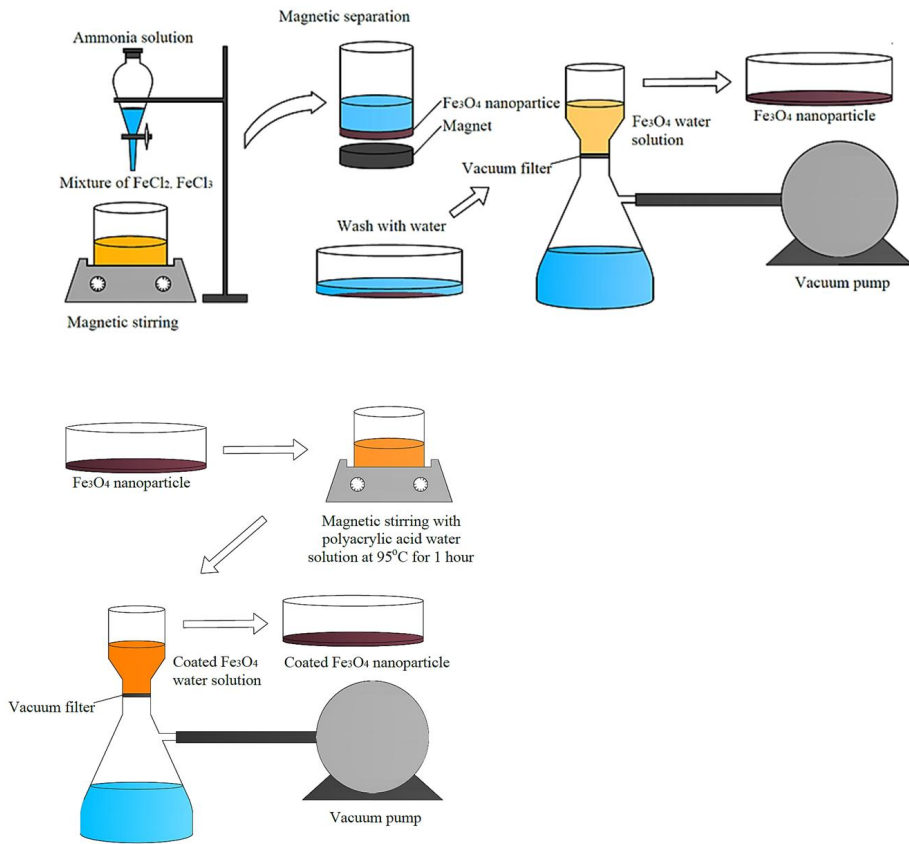 Magnetic separation
Ammonia solution
Fe₃O₄ nanopartice
Magnet
Mixture of FeCl₂, FeCl₃
Magnetic stirring
Wash with water
Vacuum filter
Fe₃O₄ water
solution
Fe₃O₄ nanoparticle
Vacuum pump
Fe₃O₄ nanoparticle
Magnetic stirring with
polyacrylic acid water
solution at 95⁰C for 1 hour
Coated Fe₃O₄
water solution
Coated Fe₃O₄ nanoparticle
Vacuum filter
Vacuum pump